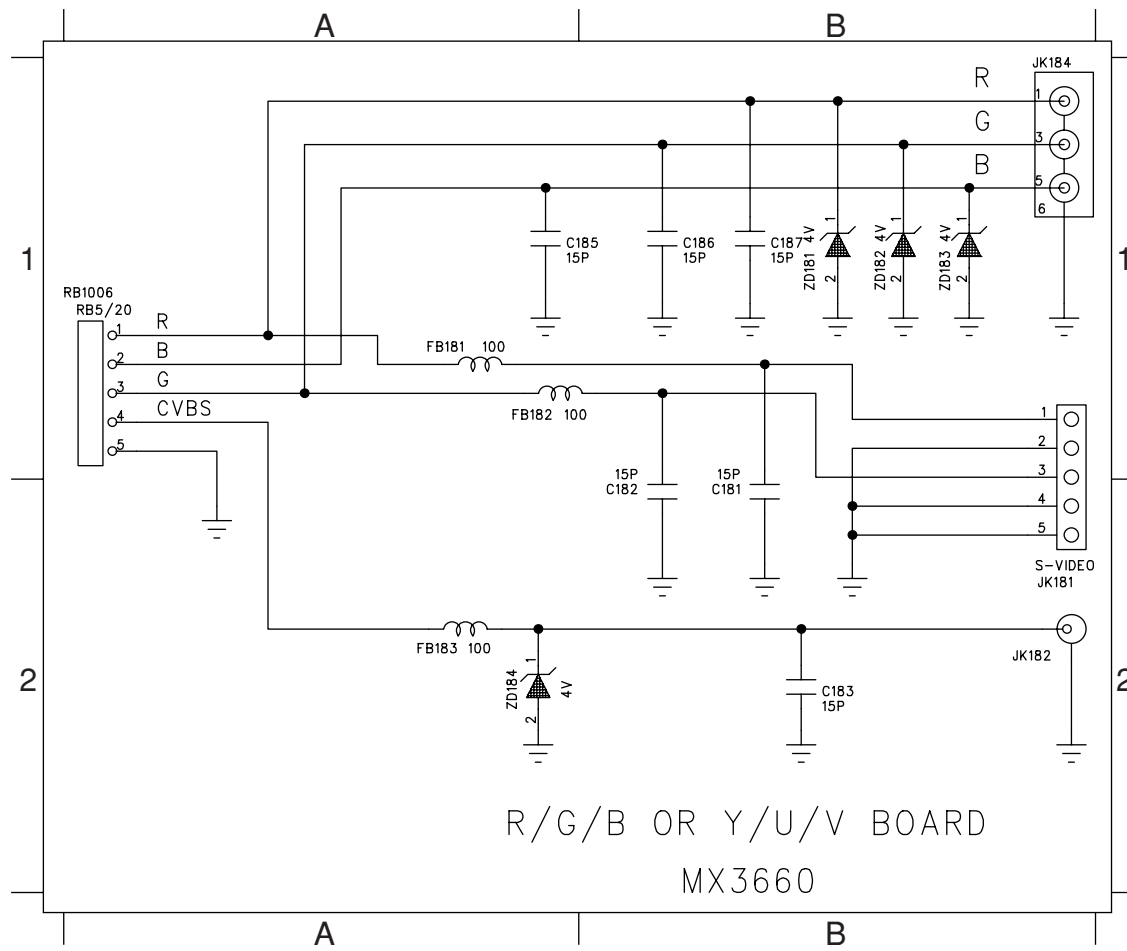 A
B
JK184
R
1
G
3
B
5
6
C185
15P
C186
15P
C187
15P
ZD181 4V
1
2
ZD182 4V
1
2
ZD183 4V
1
2
1
1
RB1006
RB5/20
1
R
2
B
3
G
4
CVBS
5
FB181 100
FB182 100
15P
C182
15P
C181
1
2
3
4
5
S-VIDEO
JK181
FB183 100
ZD184
4V
1
2
C183
15P
JK182
2
2
R/G/B OR Y/U/V BOARD
MX3660
A
B